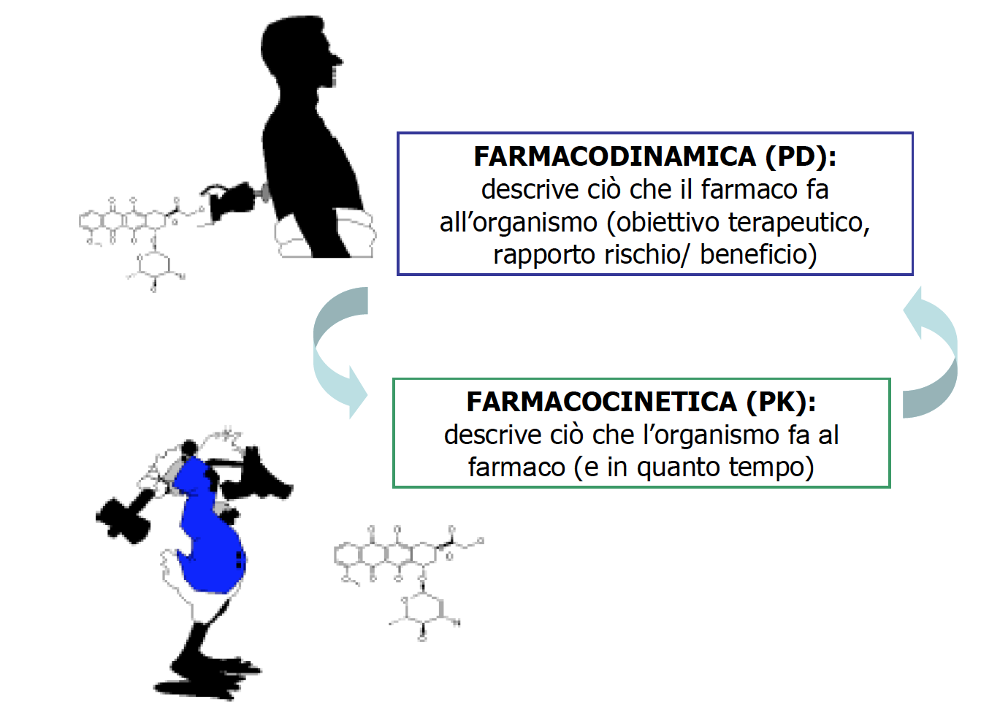 FARMACODINAMICA (PD):
descrive ciò che il farmaco fa
all’organismo (obiettivo terapeutico,
rapporto rischio/ beneficio)
FARMACOCINETICA (PK):
descrive ciò che l’organismo fa al
farmaco (e in quanto tempo)